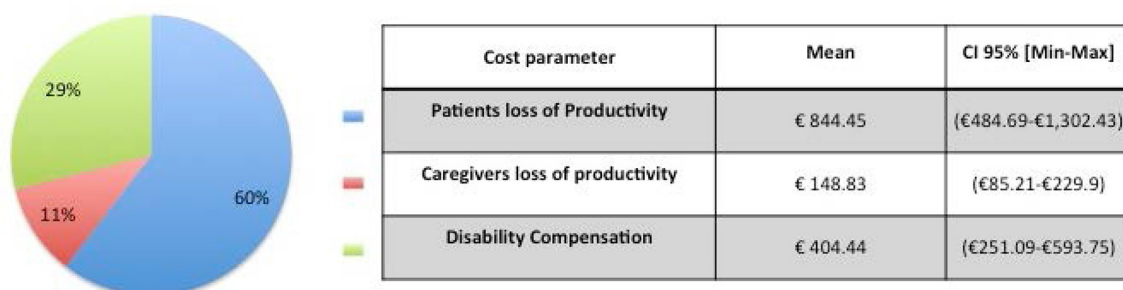 29%
11%
60%
Cost parameter Mean CI 95% [Min-Max]
Patients loss of Productivity € 844.45 (€484.69-€1,302.43)
Caregivers loss of productivity € 148.83 (€85.21-€229.9)
Disability Compensation € 404.44 (€251.09-€593.75)